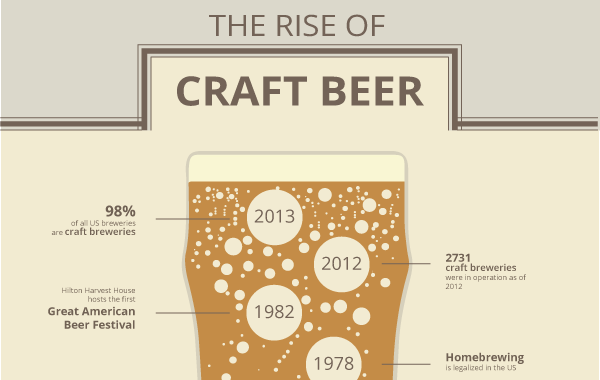 THE RISE OF
CRAFT BEER
2013
98%
of all US breweries
are craft breweries
2012
2731
craft breweries
were in operation as of
2012
1982
Hilton Harvest House
hosts the first
Great American
Beer Festival
1978
Homebrewing
is legalized in the US